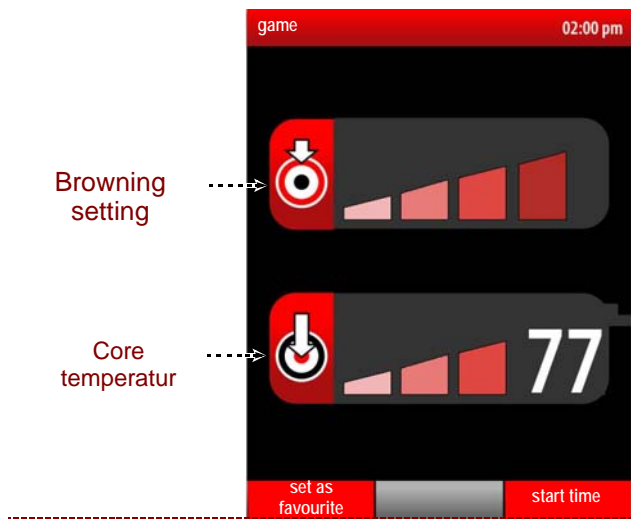 game
02:00 pm
Browning
setting
Core
temperatur
77
set as
favourite
start time